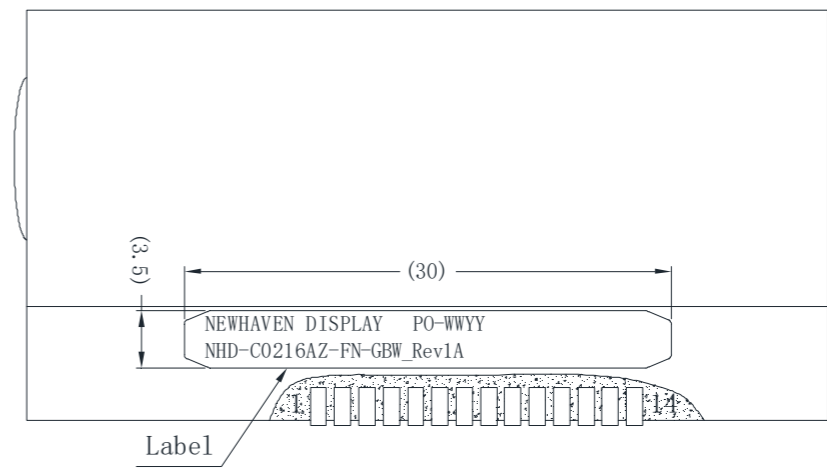 (3.5)
(30)
NEWHAVEN DISPLAY PO-WWYY
NHD-C0216AZ-FN-GBW_Rev1A
1
14
Label